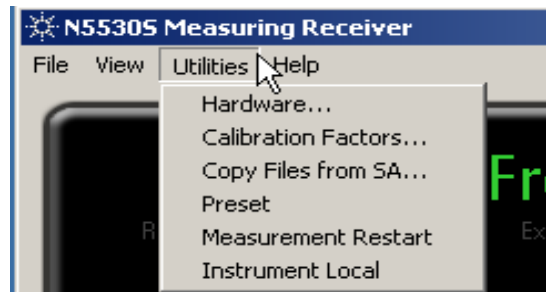 N5530S Measuring Receiver
File View Utilities Help
Hardware...
Calibration Factors...
Copy Files from SA...
Preset
Measurement Restart
Instrument Local